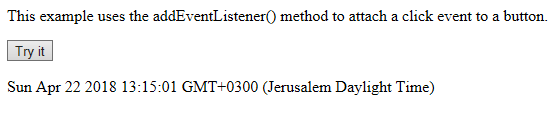 This example uses the addEventListener() method to attach a click event to a button.
Try it
Sun Apr 22 2018 13:15:01 GMT+0300 (Jerusalem Daylight Time)